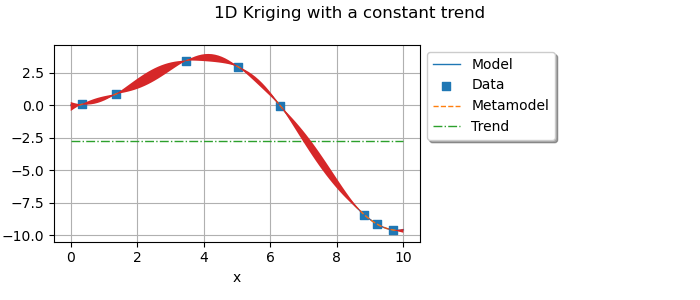 1D Kriging with a constant trend
2.5
0.0
−2.5
−5.0
−7.5
−10.0
0 2 4 6 8 10
x
Model
Data
Metamodel
Trend